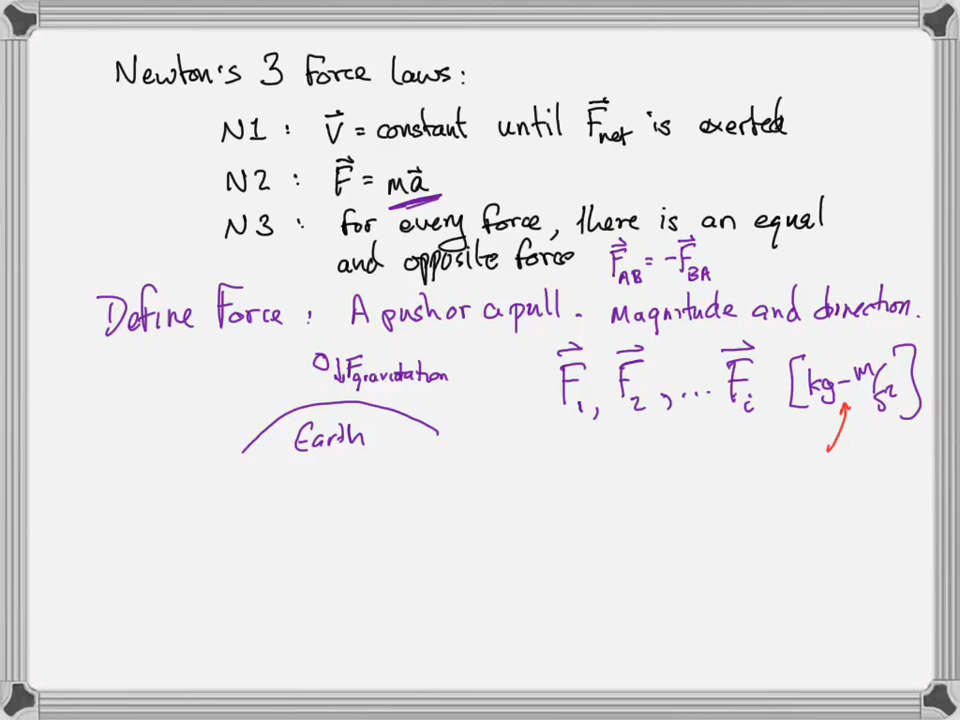 Newton's 3 Force laws:
N1 : V⃗ = constant until F⃗net is exerted
N2 : F⃗ = ma⃗
N3 : for every force, there is an equal
and opposite force F⃗AB = -F⃗BA
Define Force : A push or a pull. Magnitude and direction.
↓Fgravitation
F⃗1, F⃗2, ... F⃗i [kg-m/s²]
Earth